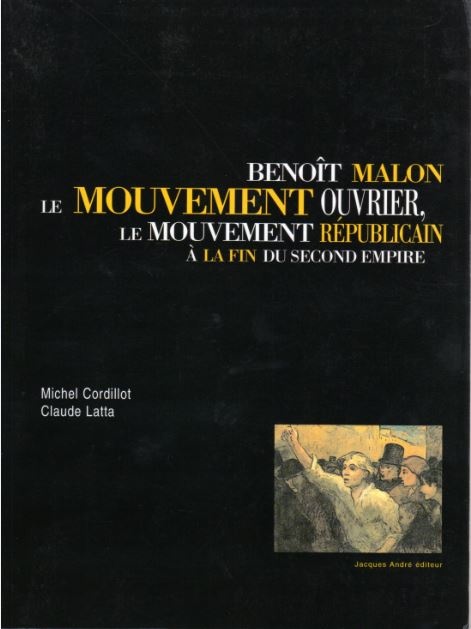 BENOÎT MALON
LE MOUVEMENT OUVRIER,
LE MOUVEMENT RÉPUBLICAIN
À LA FIN DU SECOND EMPIRE
Michel Cordillot
Claude Latta
Jacques André éditeur